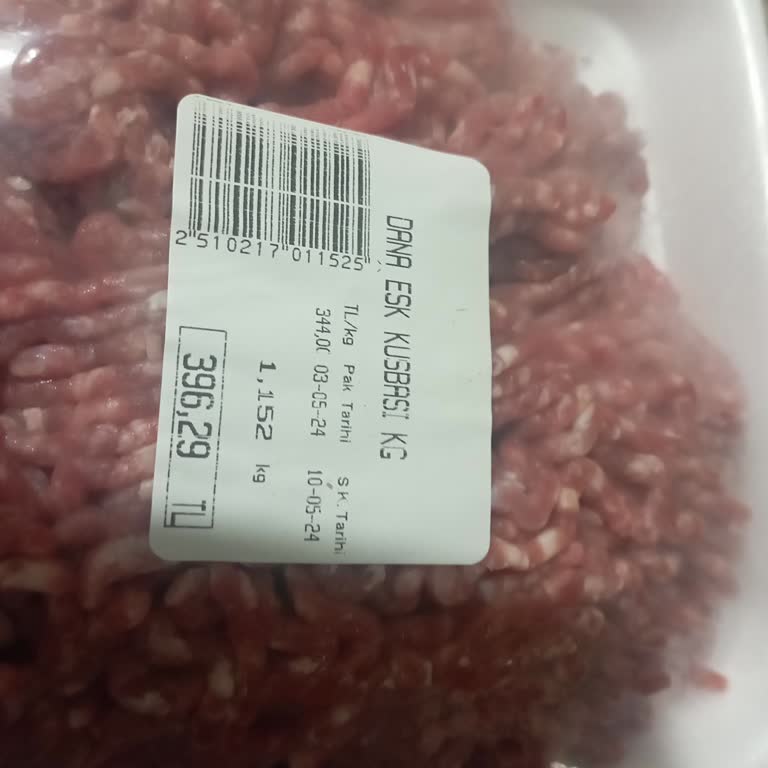 DANA ESK KUSBASI KG
TL/kg Pak Tarihi S.K.Tarihi
344,00 03-05-24 10-05-24
1,152 kg
396,29 TL
2510217011525